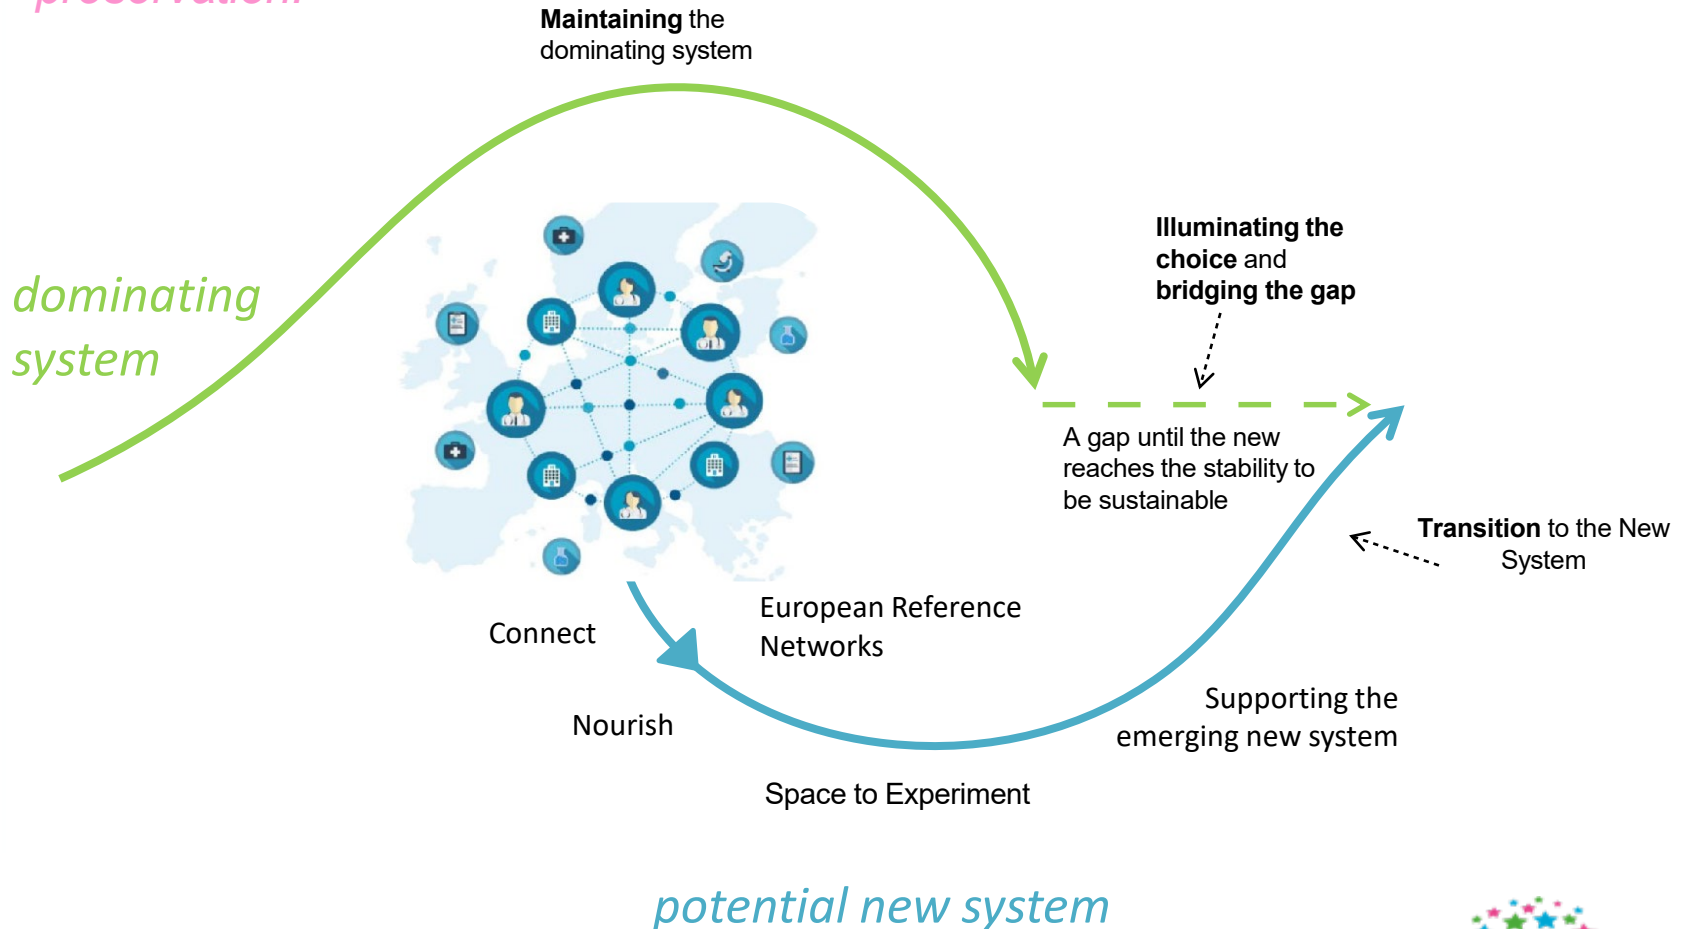 preservation.
Maintaining the
dominating system
dominating
system
Illuminating the
choice and
bridging the gap
A gap until the new
reaches the stability to
be sustainable
Transition to the New
System
European Reference
Networks
Connect
Nourish
Supporting the
emerging new system
Space to Experiment
potential new system